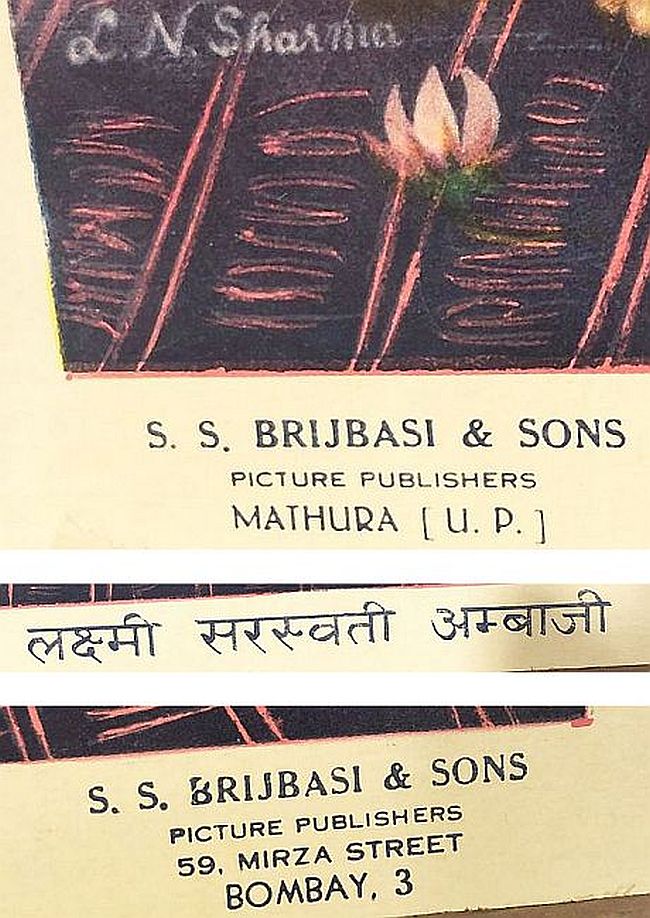 L. N. Sharma
S. S. BRIJBASI & SONS
PICTURE PUBLISHERS
MATHURA [ U. P. ]
लक्ष्मी सरस्वती अम्बाजी
S. S. BRIJBASI & SONS
PICTURE PUBLISHERS
59, MIRZA STREET
BOMBAY, 3